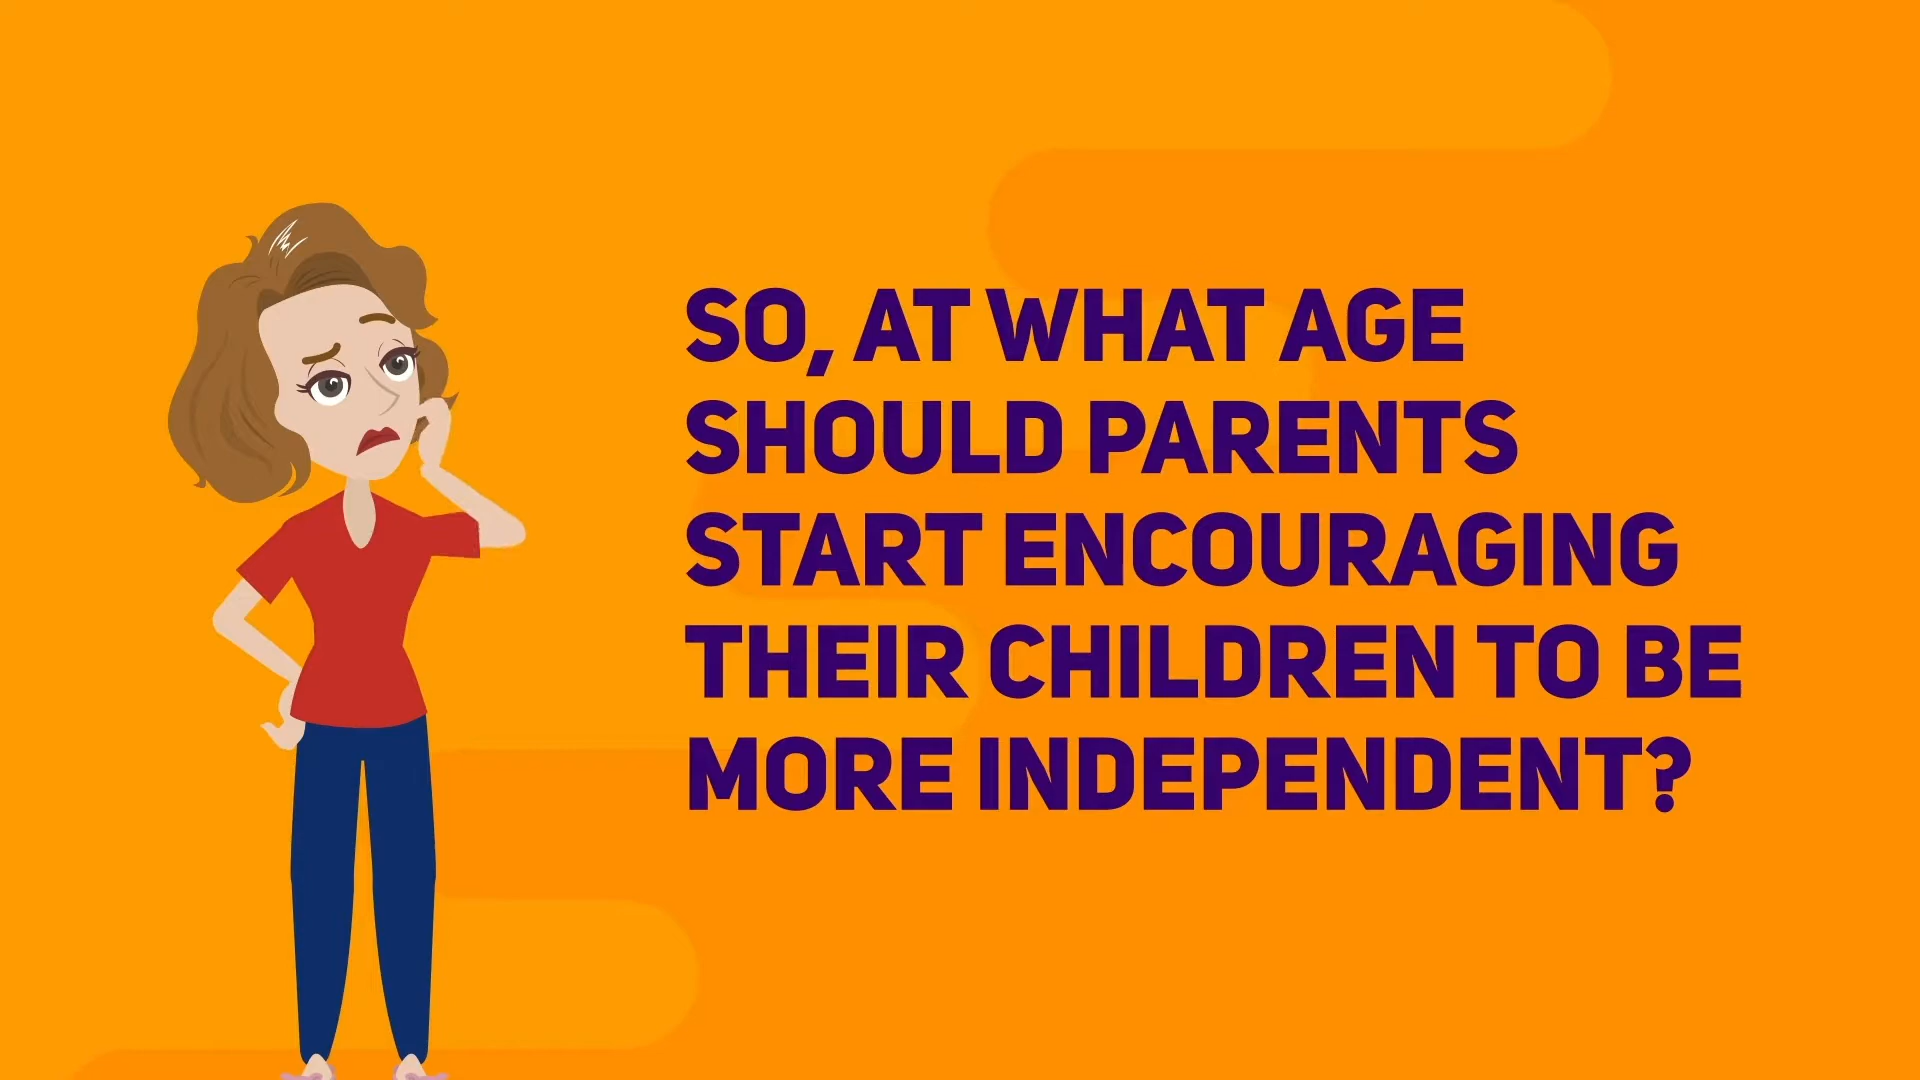 SO, AT WHAT AGE
SHOULD PARENTS
START ENCOURAGING
THEIR CHILDREN TO BE
MORE INDEPENDENT?